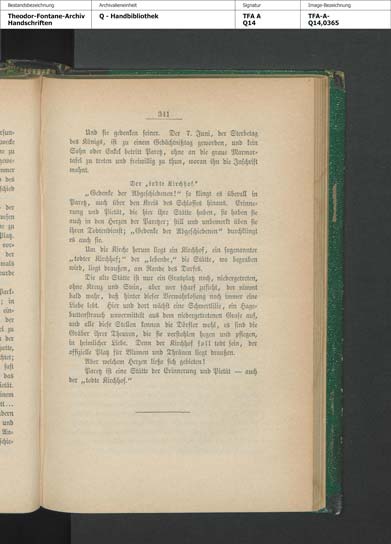 Bestandsbezeichnung
Archivalieneinheit
Signatur
Image-Bezeichnung
Theodor-Fontane-Archiv
Handschriften
Q - Handbibliothek
TFA A
Q14
TFA-A-
Q14,0365
341
Und sie gedenken seiner. Der 7. Juni, der Sterbetag
des Königs, ist zu einem Gedächtnißtag geworden, und kein
Sohn oder Enkel betritt Paretz, ohne an die graue Marmor-
tafel zu treten und freiwillig zu thun, woran ihn die Inschrift
mahnt.
Der „todte Kirchhof.“
„Gedenke der Abgeschiedenen!“ so klingt es überall in
Paretz, auch über den Kreis des Schlosses hinaus. Erinne-
rung und Pietät, die hier ihre Stätte haben, sie haben sie
auch in den Herzen der Paretzer; still und unbewußt üben sie
ihren Todtendienst; „Gedenke der Abgeschiedenen“ durchklingt
es auch sie.
Um die Kirche herum liegt ein Kirchhof, ein sogenannter
„todter Kirchhof;“ der „lebende,“ die Stätte, wo begraben
wird, liegt draußen, am Rande des Dorfes.
Die alte Stätte ist nur ein Grasplatz noch, niedergetreten,
ohne Kreuz und Stein, aber wer scharf zusieht, der nimmt
bald wahr, daß hinter dieser Verwahrlosung noch immer eine
Liebe lebt. Hier und dort wächst eine Schwertlilie, ein Hage-
buttenstrauch unvermittelt aus dem niedergetretenen Grase auf,
und alle diese Stellen kennen die Dörfler wohl, es sind die
Gräber ihrer Theuren, die sie verstohlen hegen und pflegen,
in heimlicher Liebe. Denn der Kirchhof soll todt sein, der
offizielle Platz für Blumen und Thränen liegt draußen.
Aber welchem Herzen ließe sich gebieten!
Paretz ist eine Stätte der Erinnerung und Pietät — auch
der „todte Kirchhof.“